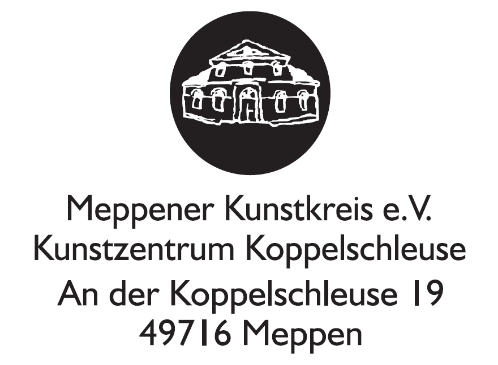 Meppener Kunstkreis e.V.
Kunstzentrum Koppelschleuse
An der Koppelschleuse 19
49716 Meppen